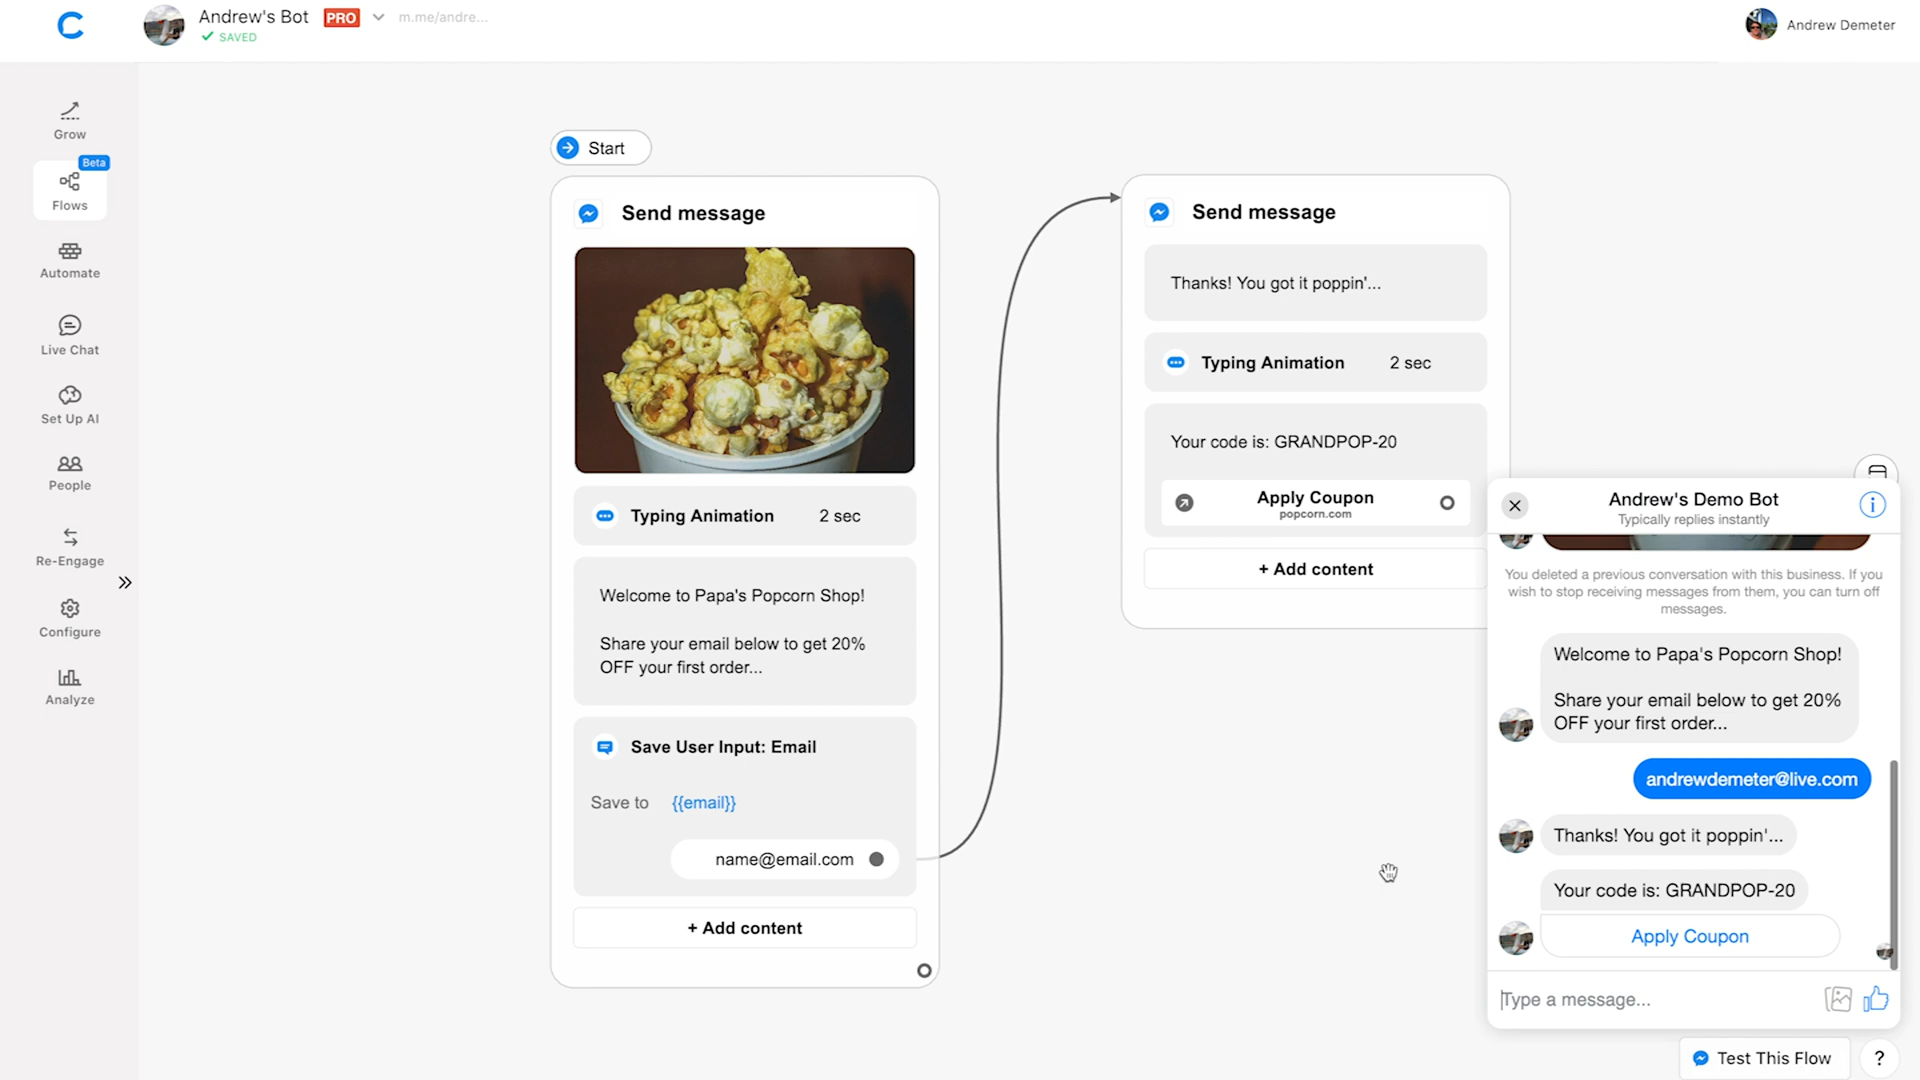 Andrew's Bot PRO m.me/andre...
SAVED
Andrew Demeter
Grow
Beta
Flows
Automate
Live Chat
Set Up AI
People
Re-Engage
Configure
Analyze
Start
Send message
Typing Animation 2 sec
Welcome to Papa's Popcorn Shop!
Share your email below to get 20%
OFF your first order...
Save User Input: Email
Save to {{email}}
name@email.com
+ Add content
Send message
Thanks! You got it poppin'...
Typing Animation 2 sec
Your code is: GRANDPOP-20
Apply Coupon
popcorn.com
+ Add content
Andrew's Demo Bot
Typically replies instantly
You deleted a previous conversation with this business. If you
wish to stop receiving messages from them, you can turn off
messages.
Welcome to Papa's Popcorn Shop!
Share your email below to get 20%
OFF your first order...
andrewdemeter@live.com
Thanks! You got it poppin'...
Your code is: GRANDPOP-20
Apply Coupon
Type a message...
Test This Flow
?